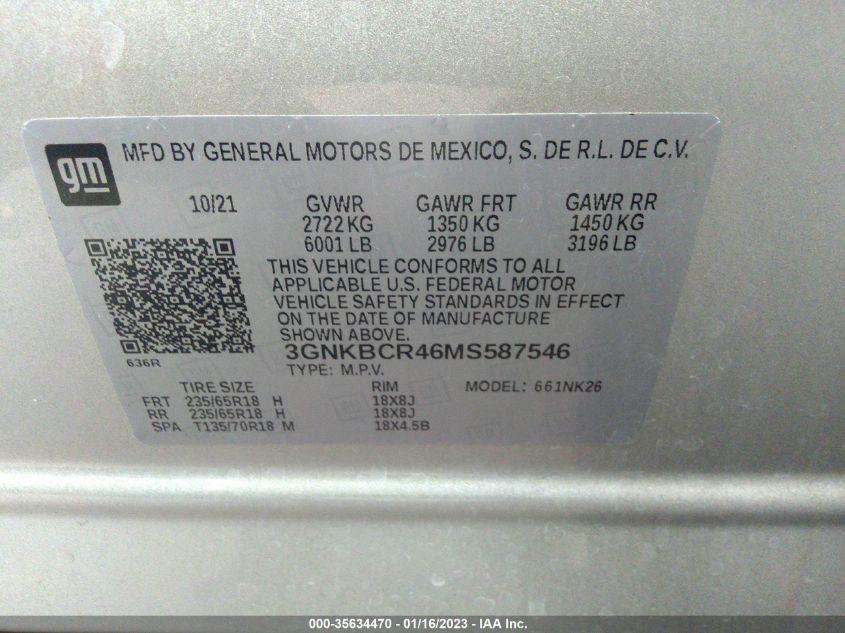 gm
MFD BY GENERAL MOTORS DE MEXICO, S. DE R.L. DE C.V.
10/21 GVWR GAWR FRT GAWR RR
2722 KG 1350 KG 1450 KG
6001 LB 2976 LB 3196 LB
THIS VEHICLE CONFORMS TO ALL
APPLICABLE U.S. FEDERAL MOTOR
VEHICLE SAFETY STANDARDS IN EFFECT
ON THE DATE OF MANUFACTURE
SHOWN ABOVE.
3GNKBCR46MS587546
636R
TYPE: M.P.V.
TIRE SIZE RIM MODEL: 661NK26
FRT 235/65R18 H 18X8J
RR 235/65R18 H 18X8J
SPA T135/70R18 M 18X4.5B
000-35634470 - 01/16/2023 - IAA Inc.